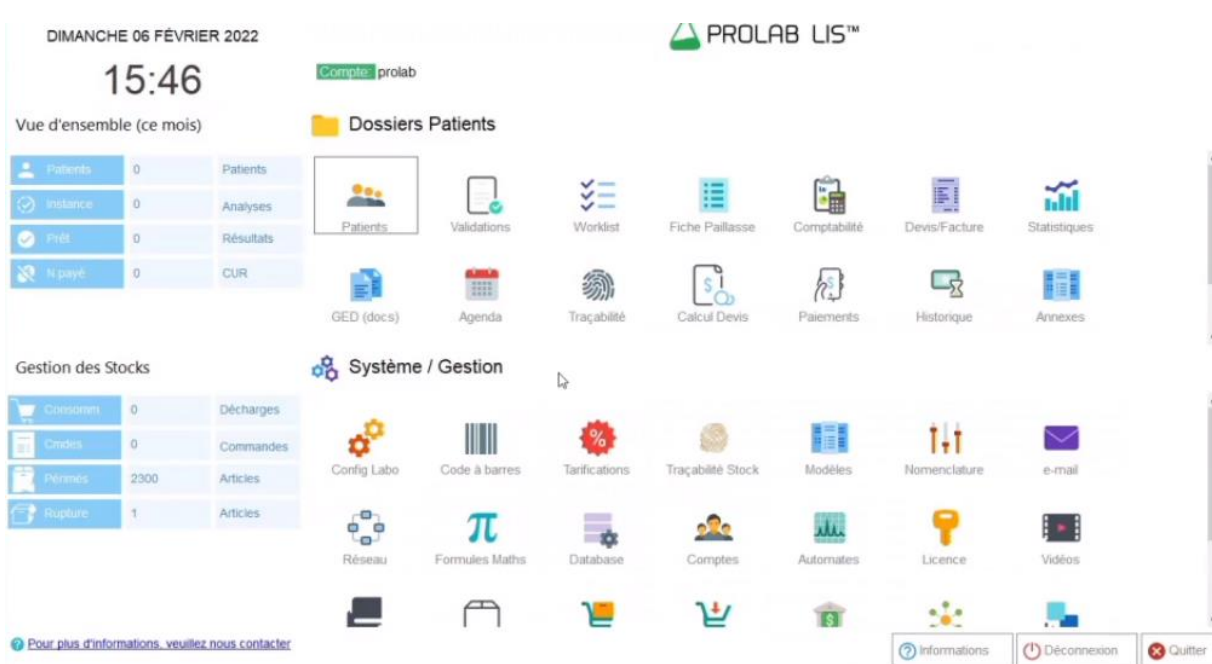 DIMANCHE 06 FÉVRIER 2022
PROLAB LIS™
15:46
Compte: prolab
Vue d'ensemble (ce mois)
Dossiers Patients
Patients 0 Patients
Instance 0 Analyses
Prêt 0 Résultats
N.payé 0 CUR
Patients Validations Worklist Fiche Paillasse Comptabilité Devis/Facture Statistiques
GED (docs) Agenda Traçabilité Calcul Devis Paiements Historique Annexes
Gestion des Stocks
Système / Gestion
Consomm 0 Décharges
Cmdes 0 Commandes
Périmés 2300 Articles
Rupture 1 Articles
Config Labo Code à barres Tarifications Traçabilité Stock Modèles Nomenclature e-mail
Réseau Formules Maths Database Comptes Automates Licence Vidéos
Pour plus d'informations, veuillez nous contacter
Informations Déconnexion Quitter